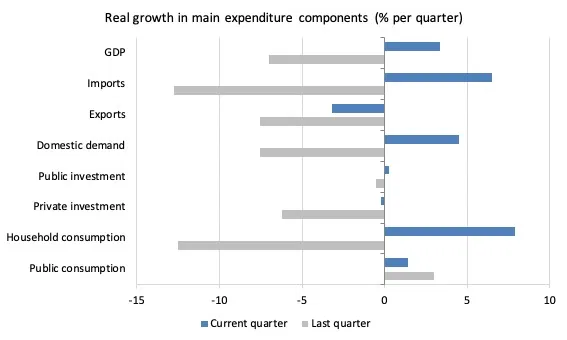 Real growth in main expenditure components (% per quarter)
GDP
Imports
Exports
Domestic demand
Public investment
Private investment
Household consumption
Public consumption
-15 -10 -5 0 5 10
Current quarter Last quarter